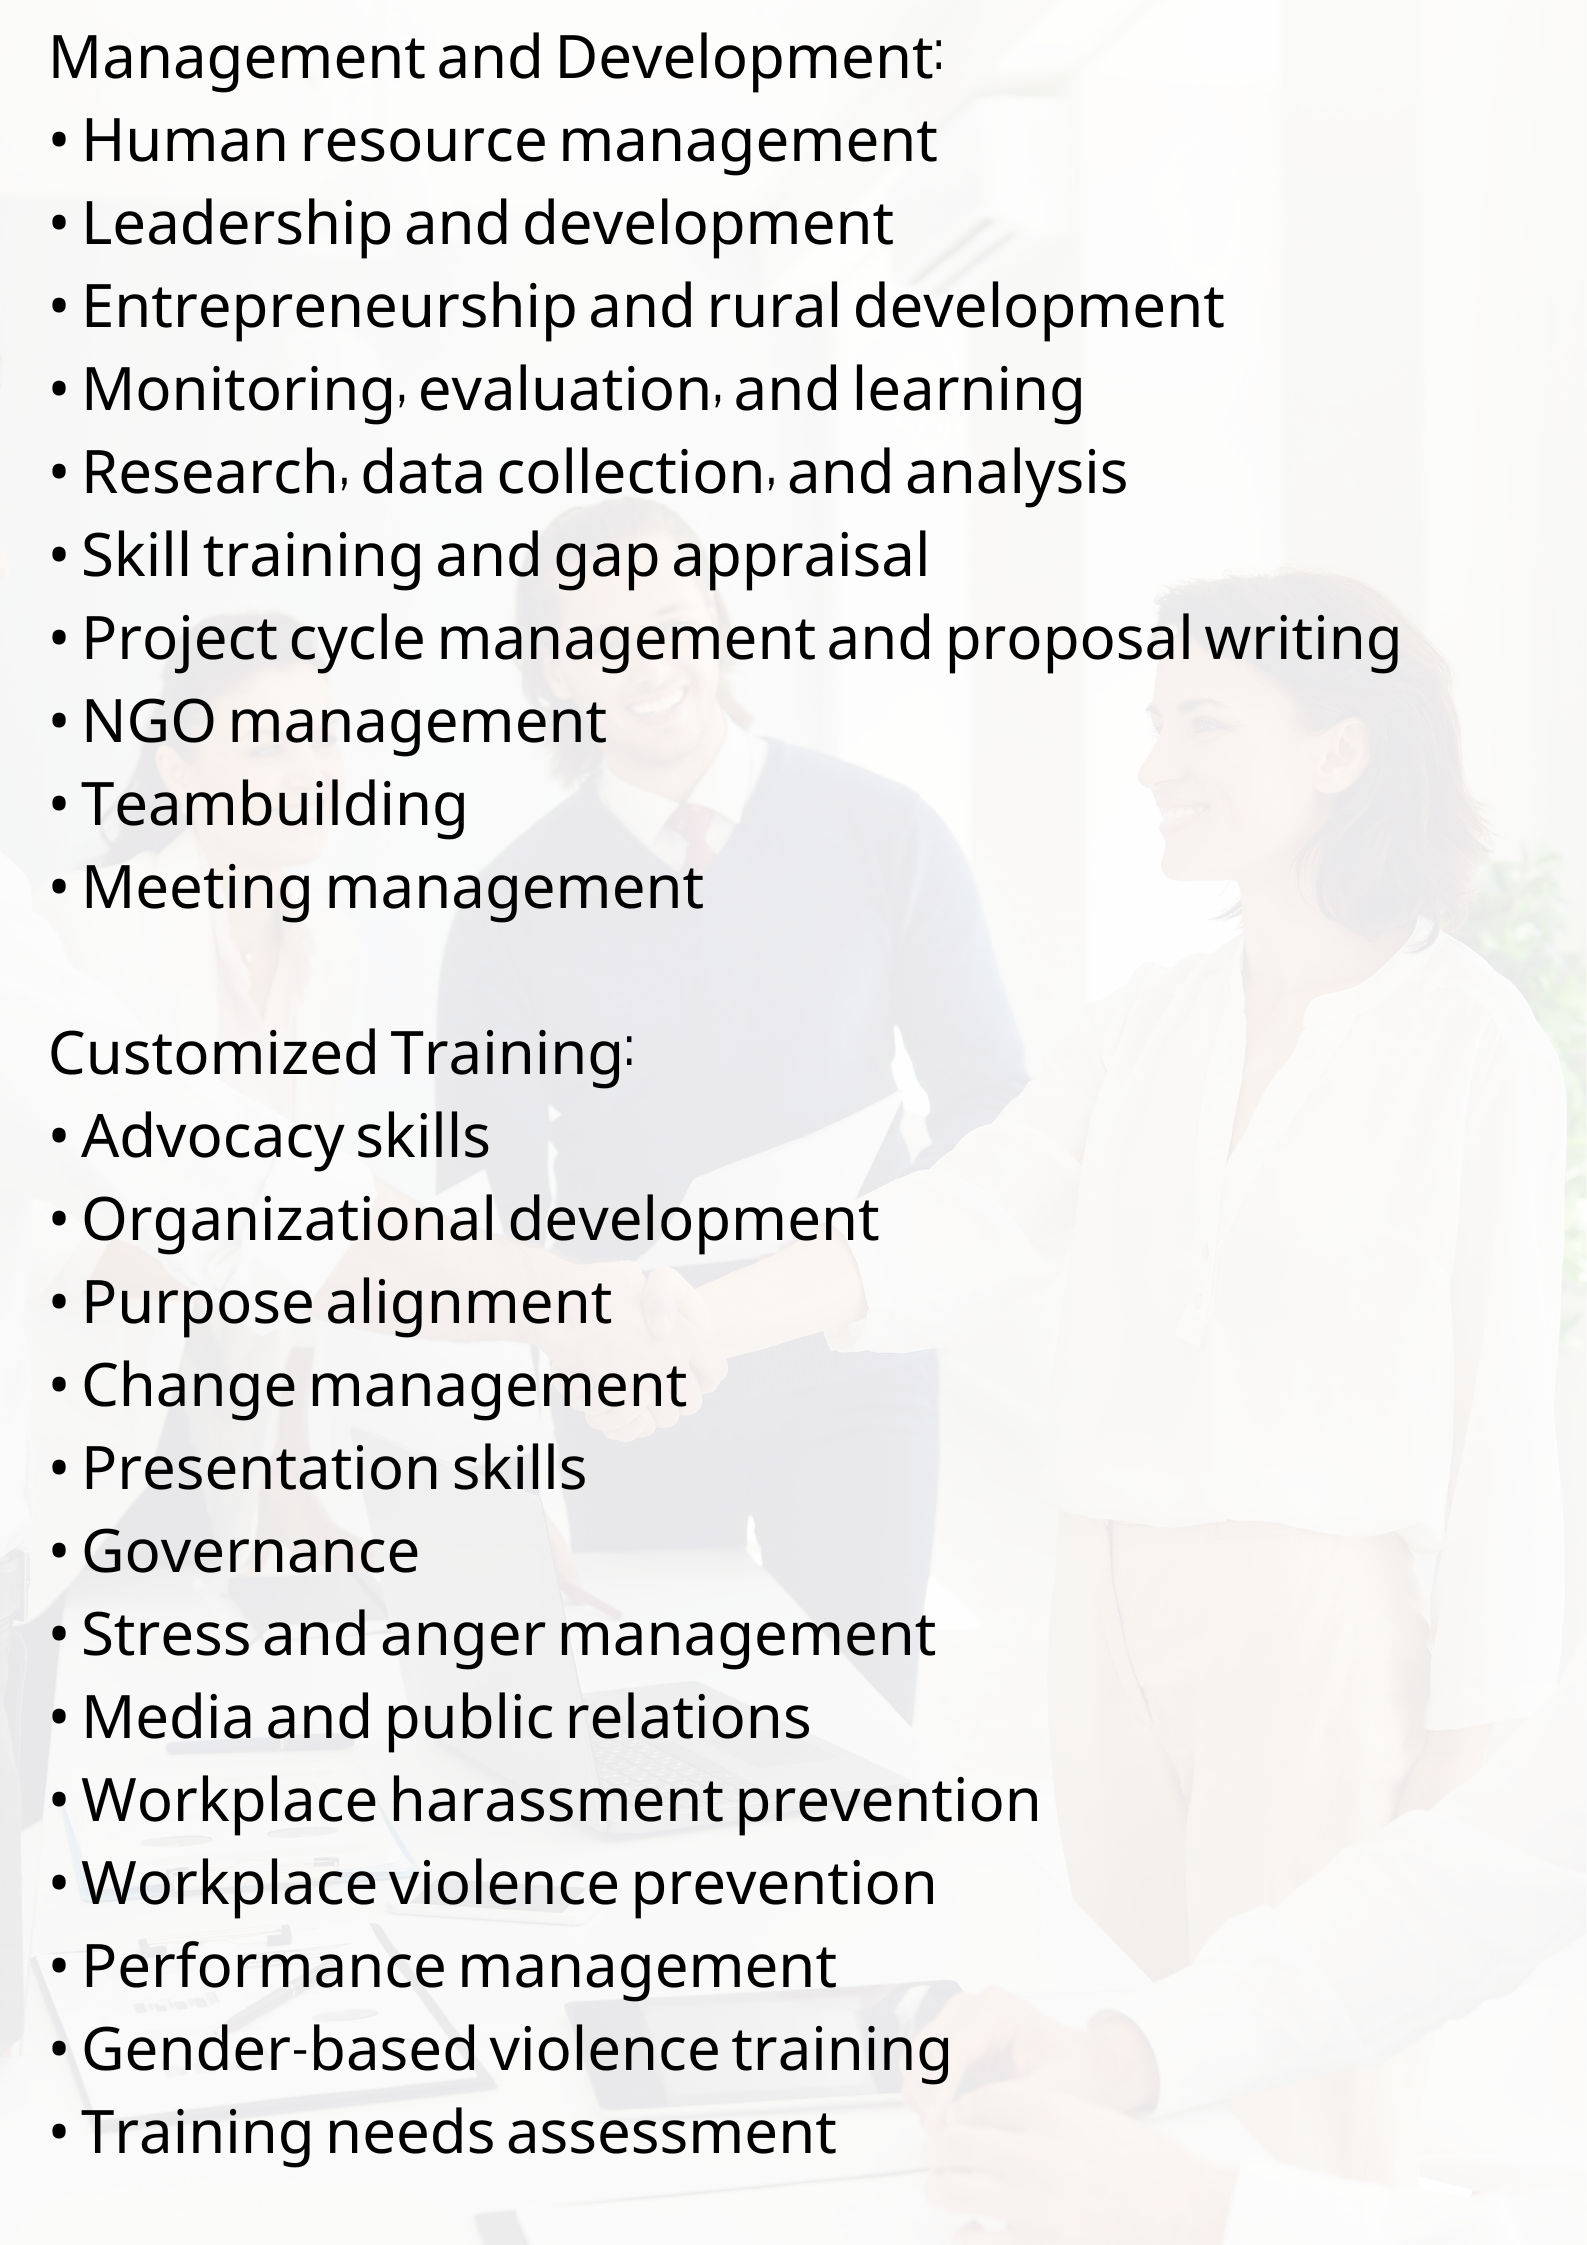 Management and Development:
• Human resource management
• Leadership and development
• Entrepreneurship and rural development
• Monitoring, evaluation, and learning
• Research, data collection, and analysis
• Skill training and gap appraisal
• Project cycle management and proposal writing
• NGO management
• Teambuilding
• Meeting management
Customized Training:
• Advocacy skills
• Organizational development
• Purpose alignment
• Change management
• Presentation skills
• Governance
• Stress and anger management
• Media and public relations
• Workplace harassment prevention
• Workplace violence prevention
• Performance management
• Gender-based violence training
• Training needs assessment